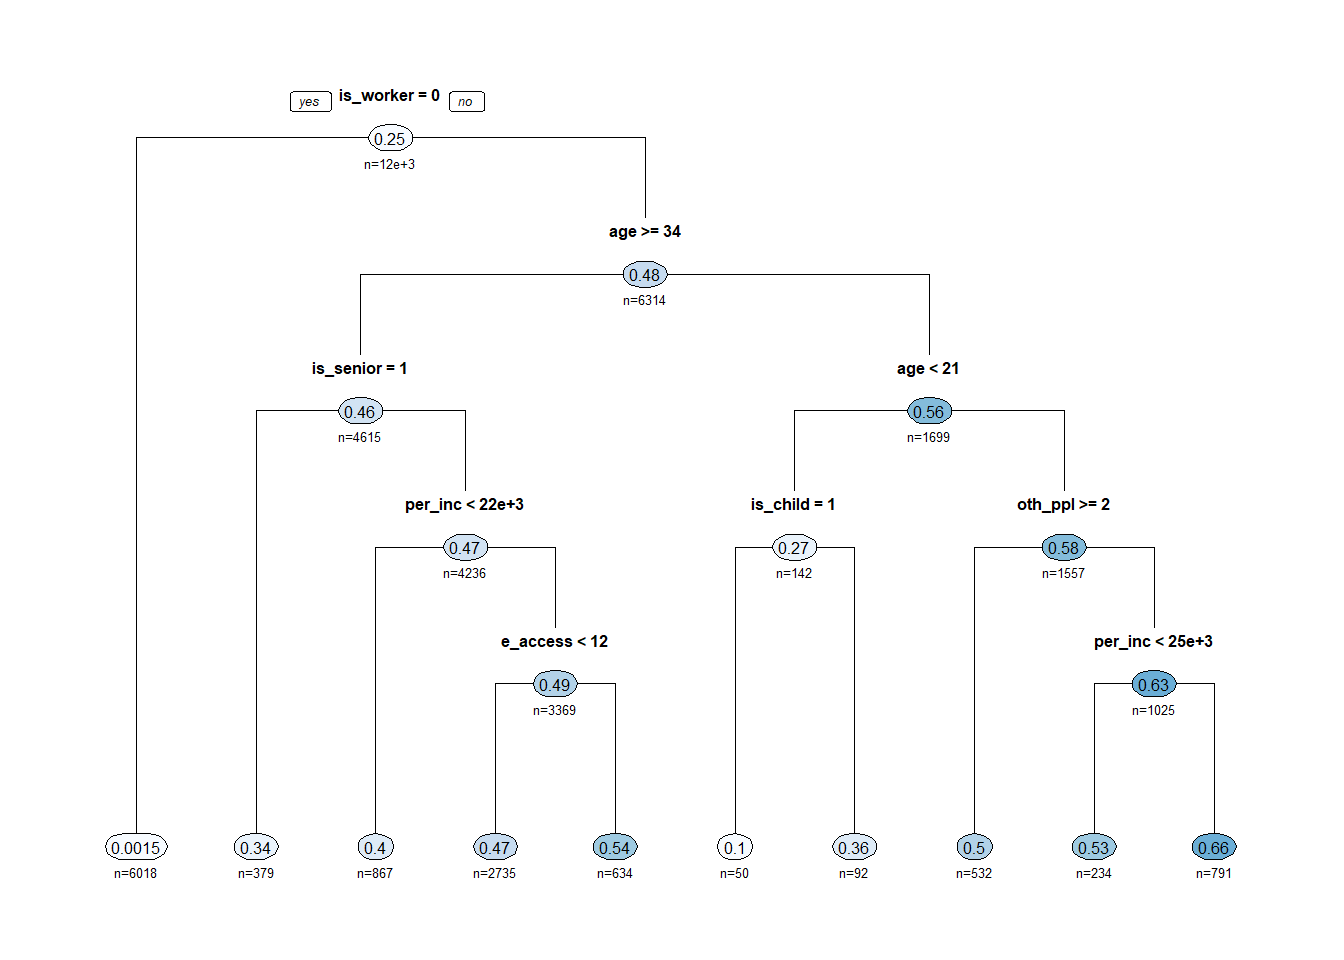 yes is_worker = 0 no
0.25
n=12e+3
age >= 34
0.48
n=6314
is_senior = 1 age < 21
0.46 0.56
n=4615 n=1699
per_inc < 22e+3 is_child = 1 oth_ppl >= 2
0.47 0.27 0.58
n=4236 n=142 n=1557
e_access < 12 per_inc < 25e+3
0.49 0.63
n=3369 n=1025
0.0015 0.34 0.4 0.47 0.54 0.1 0.36 0.5 0.53 0.66
n=6018 n=379 n=867 n=2735 n=634 n=50 n=92 n=532 n=234 n=791